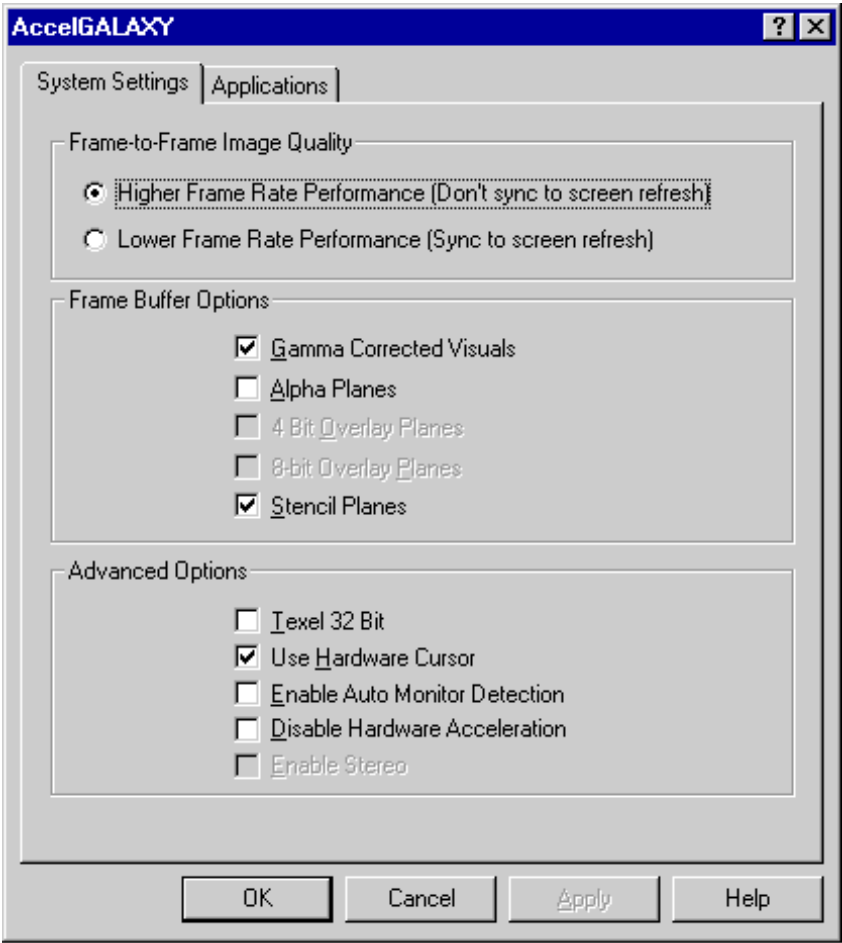 AccelGALAXY
System Settings
Applications
Frame-to-Frame Image Quality
Higher Frame Rate Performance (Don't sync to screen refresh)
Lower Frame Rate Performance (Sync to screen refresh)
Frame Buffer Options
Gamma Corrected Visuals
Alpha Planes
4 Bit Overlay Planes
8-bit Overlay Planes
Stencil Planes
Advanced Options
Texel 32 Bit
Use Hardware Cursor
Enable Auto Monitor Detection
Disable Hardware Acceleration
Enable Stereo
OK Cancel Apply Help